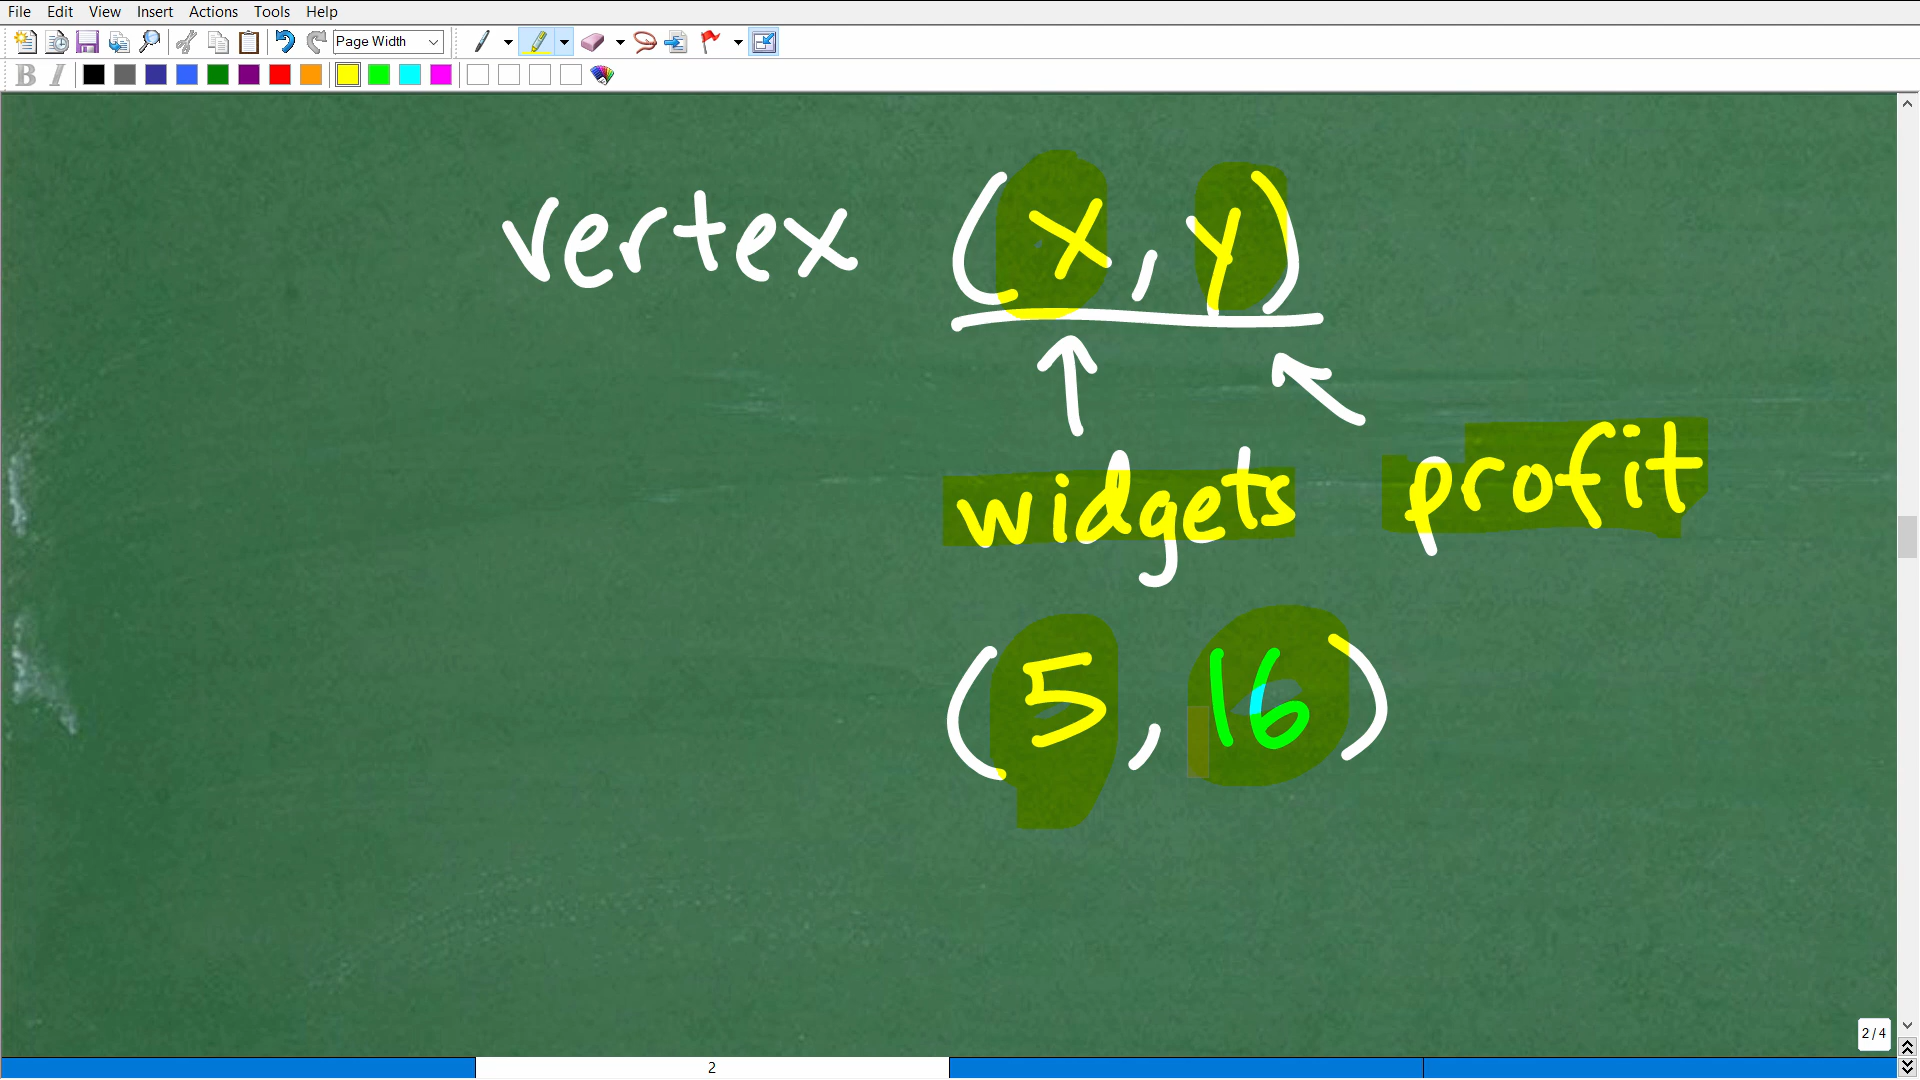 File Edit View Insert Actions Tools Help
Page Width
B I
vertex (x, y)
widgets profit
(5, 16)
2 / 4
2